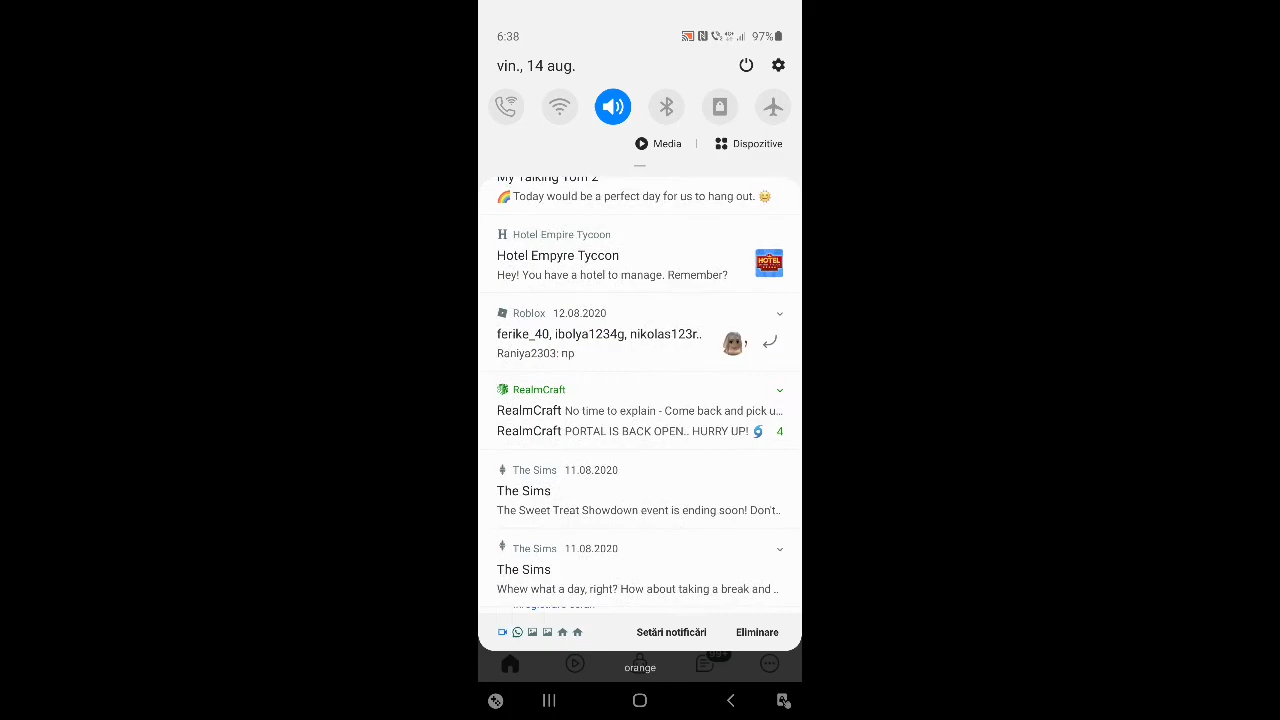 6:38
97%
vin., 14 aug.
Media | Dispozitive
My Talking Tom 2
🌈 Today would be a perfect day for us to hang out. 🌞
Hotel Empire Tycoon
Hotel Empyre Tyccon
Hey! You have a hotel to manage. Remember?
Roblox 12.08.2020
ferike_40, ibolya1234g, nikolas123r..
Raniya2303: пр
RealmCraft
RealmCraft No time to explain - Come back and pick u...
RealmCraft PORTAL IS BACK OPEN.. HURRY UP! 🌀 4
The Sims 11.08.2020
The Sims
The Sweet Treat Showdown event is ending soon! Don't..
The Sims 11.08.2020
The Sims
Whew what a day, right? How about taking a break and ..
Setări notificări Eliminare
99+
orange